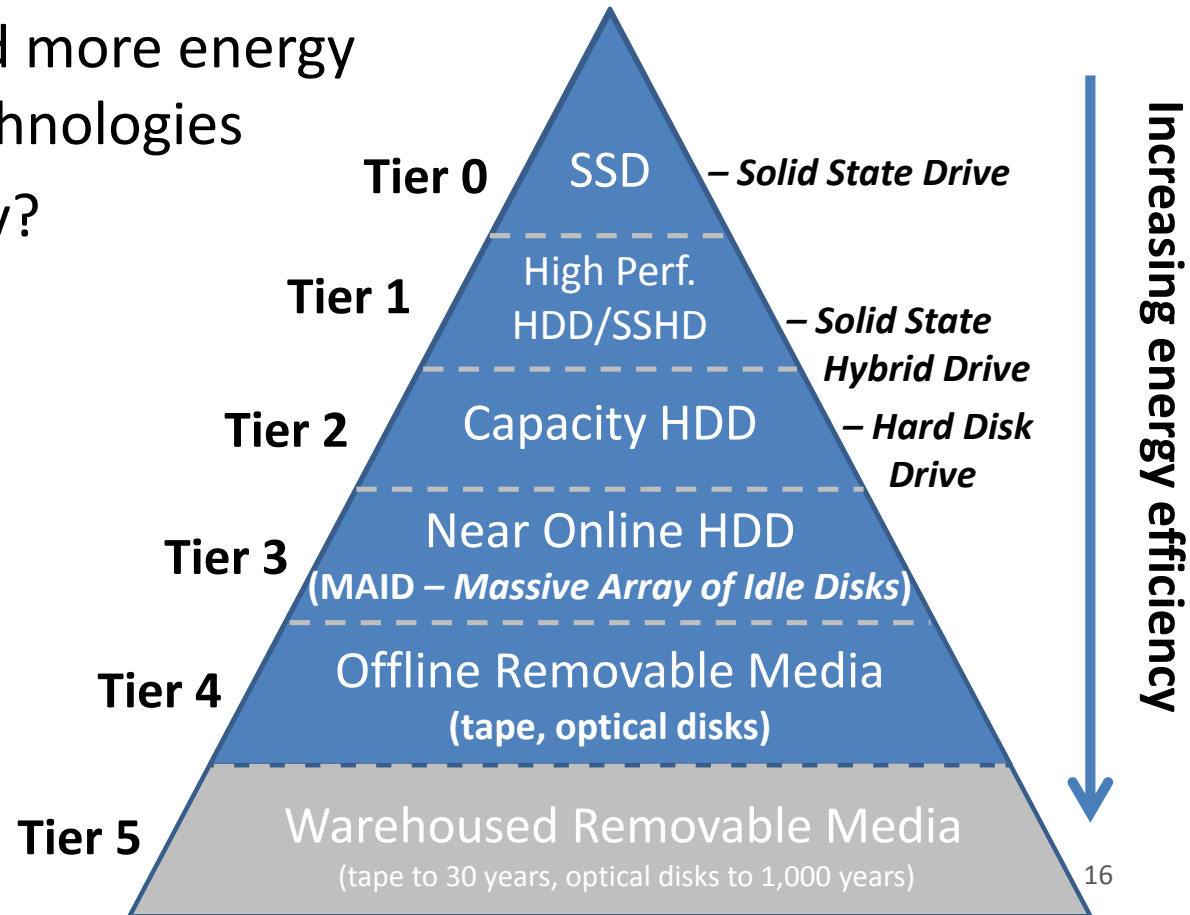 d more energy
hnologies
y?
Tier 0
SSD
– Solid State Drive
Tier 1
High Perf.
HDD/SSHD
– Solid State
Hybrid Drive
Tier 2
Capacity HDD
– Hard Disk
Drive
Tier 3
Near Online HDD
(MAID – Massive Array of Idle Disks)
Tier 4
Offline Removable Media
(tape, optical disks)
Tier 5
Warehoused Removable Media
(tape to 30 years, optical disks to 1,000 years)
Increasing energy efficiency
16